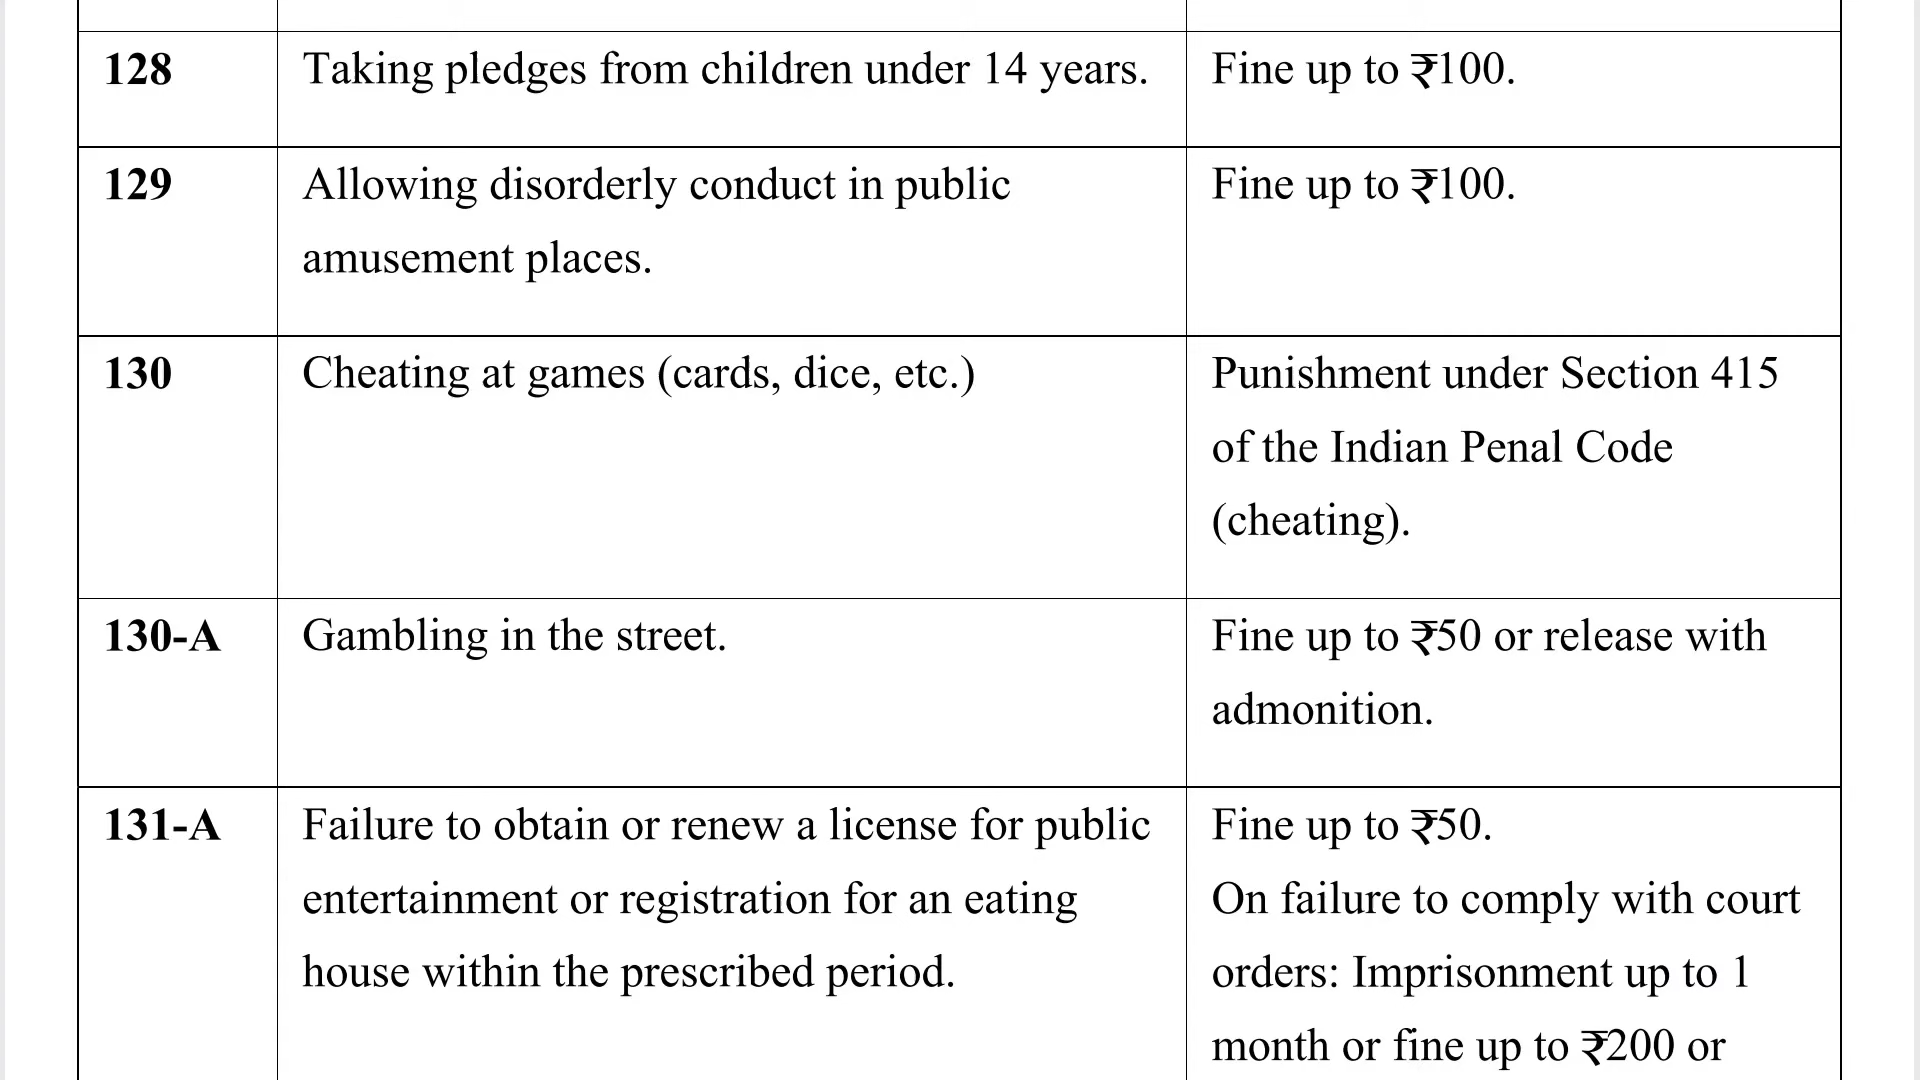 128 Taking pledges from children under 14 years. Fine up to ₹100.
129 Allowing disorderly conduct in public Fine up to ₹100.
amusement places.
130 Cheating at games (cards, dice, etc.) Punishment under Section 415
of the Indian Penal Code
(cheating).
130-A Gambling in the street. Fine up to ₹50 or release with
admonition.
131-A Failure to obtain or renew a license for public Fine up to ₹50.
entertainment or registration for an eating On failure to comply with court
house within the prescribed period. orders: Imprisonment up to 1
month or fine up to ₹200 or